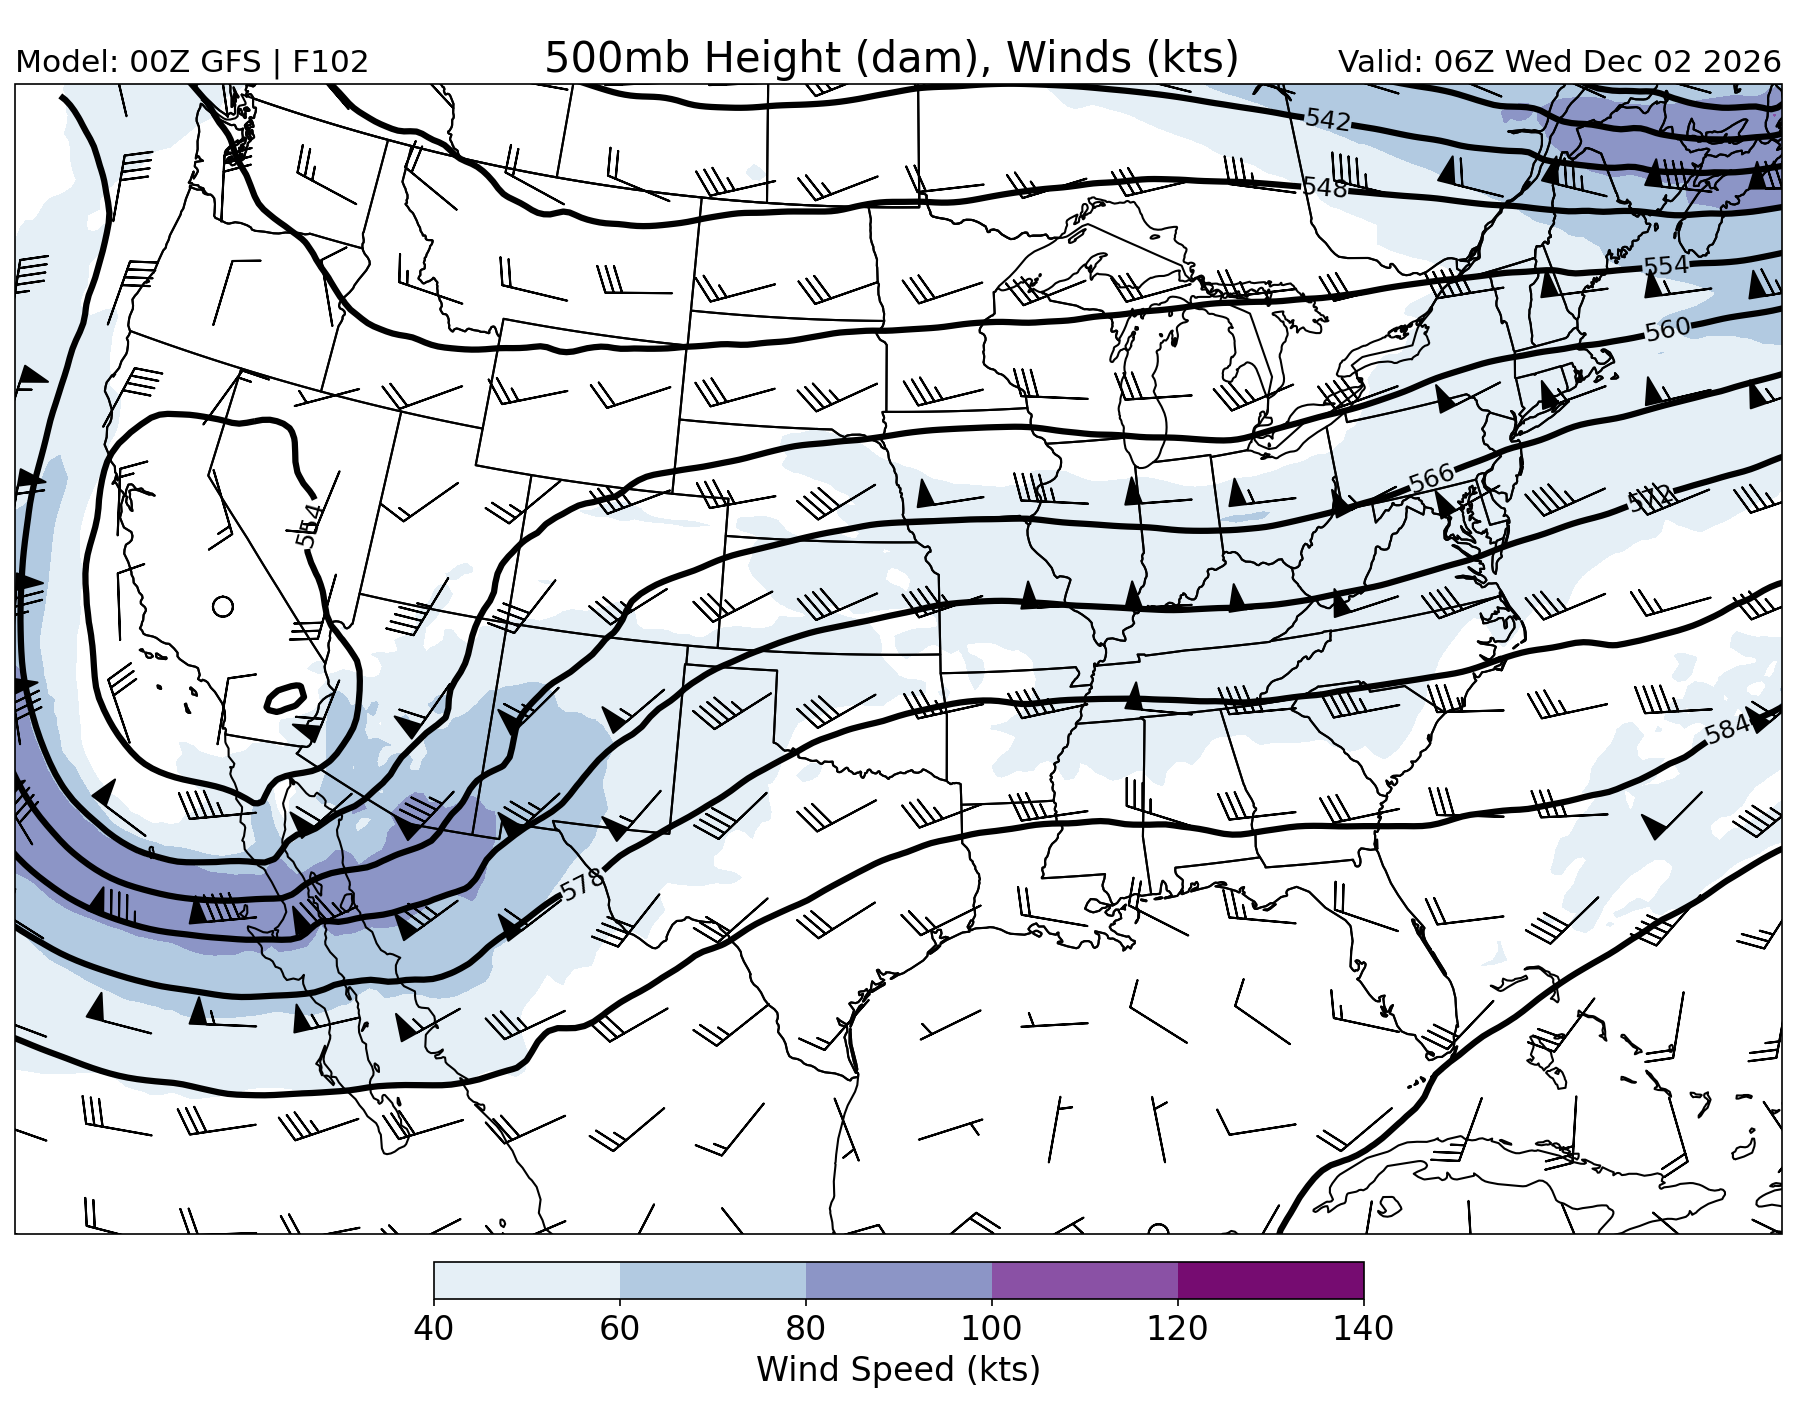 Model: 00Z GFS | F102
500mb Height (dam), Winds (kts)
Valid: 06Z Wed Dec 02 2026
542
548
554
560
566
572
554
584
578
40 60 80 100 120 140
Wind Speed (kts)